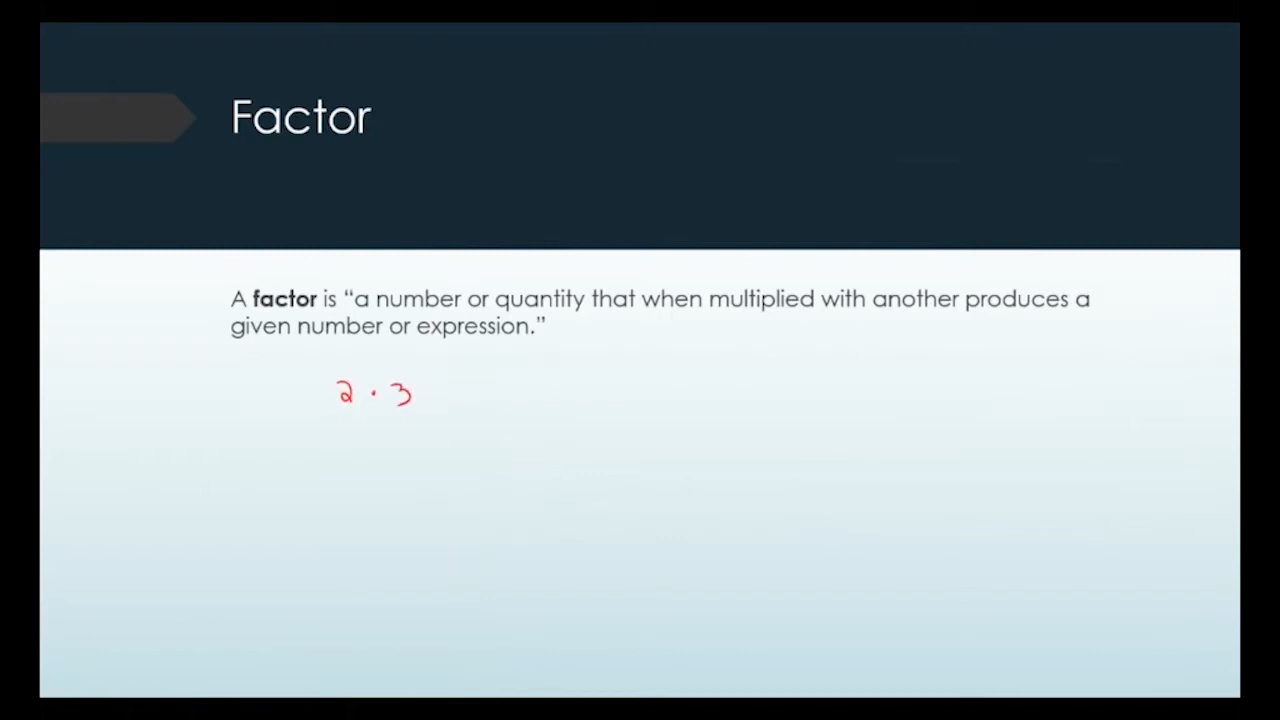 Factor
A factor is “a number or quantity that when multiplied with another produces a
given number or expression.”
2 · 3